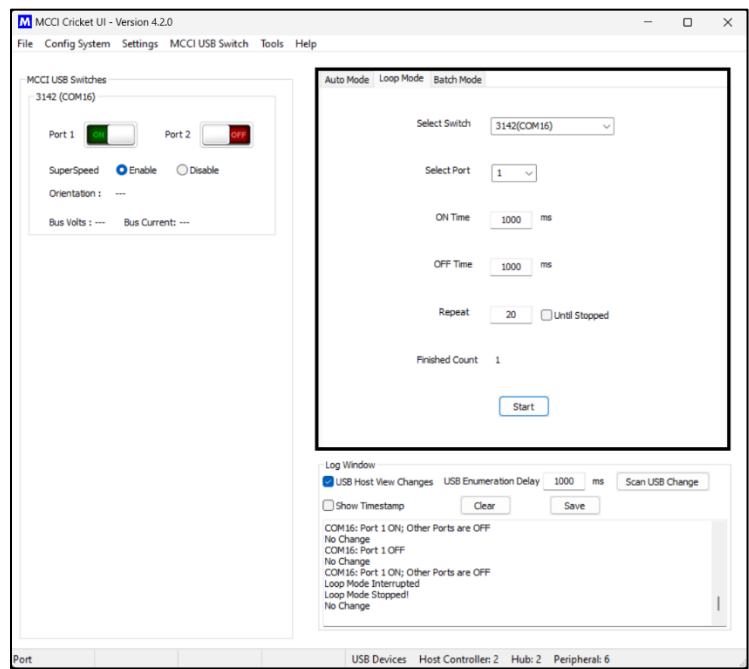 M MCCI Cricket UI - Version 4.2.0
File Config System Settings MCCI USB Switch Tools Help
MCCI USB Switches
3142 (COM16)
Port 1 ON Port 2 OFF
SuperSpeed Enable Disable
Orientation : ---
Bus Volts : --- Bus Current: ---
Auto Mode Loop Mode Batch Mode
Select Switch 3142(COM16)
Select Port 1
ON Time 1000 ms
OFF Time 1000 ms
Repeat 20 Until Stopped
Finished Count 1
Start
Log Window
USB Host View Changes USB Enumeration Delay 1000 ms Scan USB Change
Show Timestamp Clear Save
COM16: Port 1 ON; Other Ports are OFF
No Change
COM16: Port 1 OFF
No Change
COM16: Port 1 ON; Other Ports are OFF
Loop Mode Interrupted
Loop Mode Stopped!
No Change
Port USB Devices Host Controller: 2 Hub: 2 Peripheral: 6